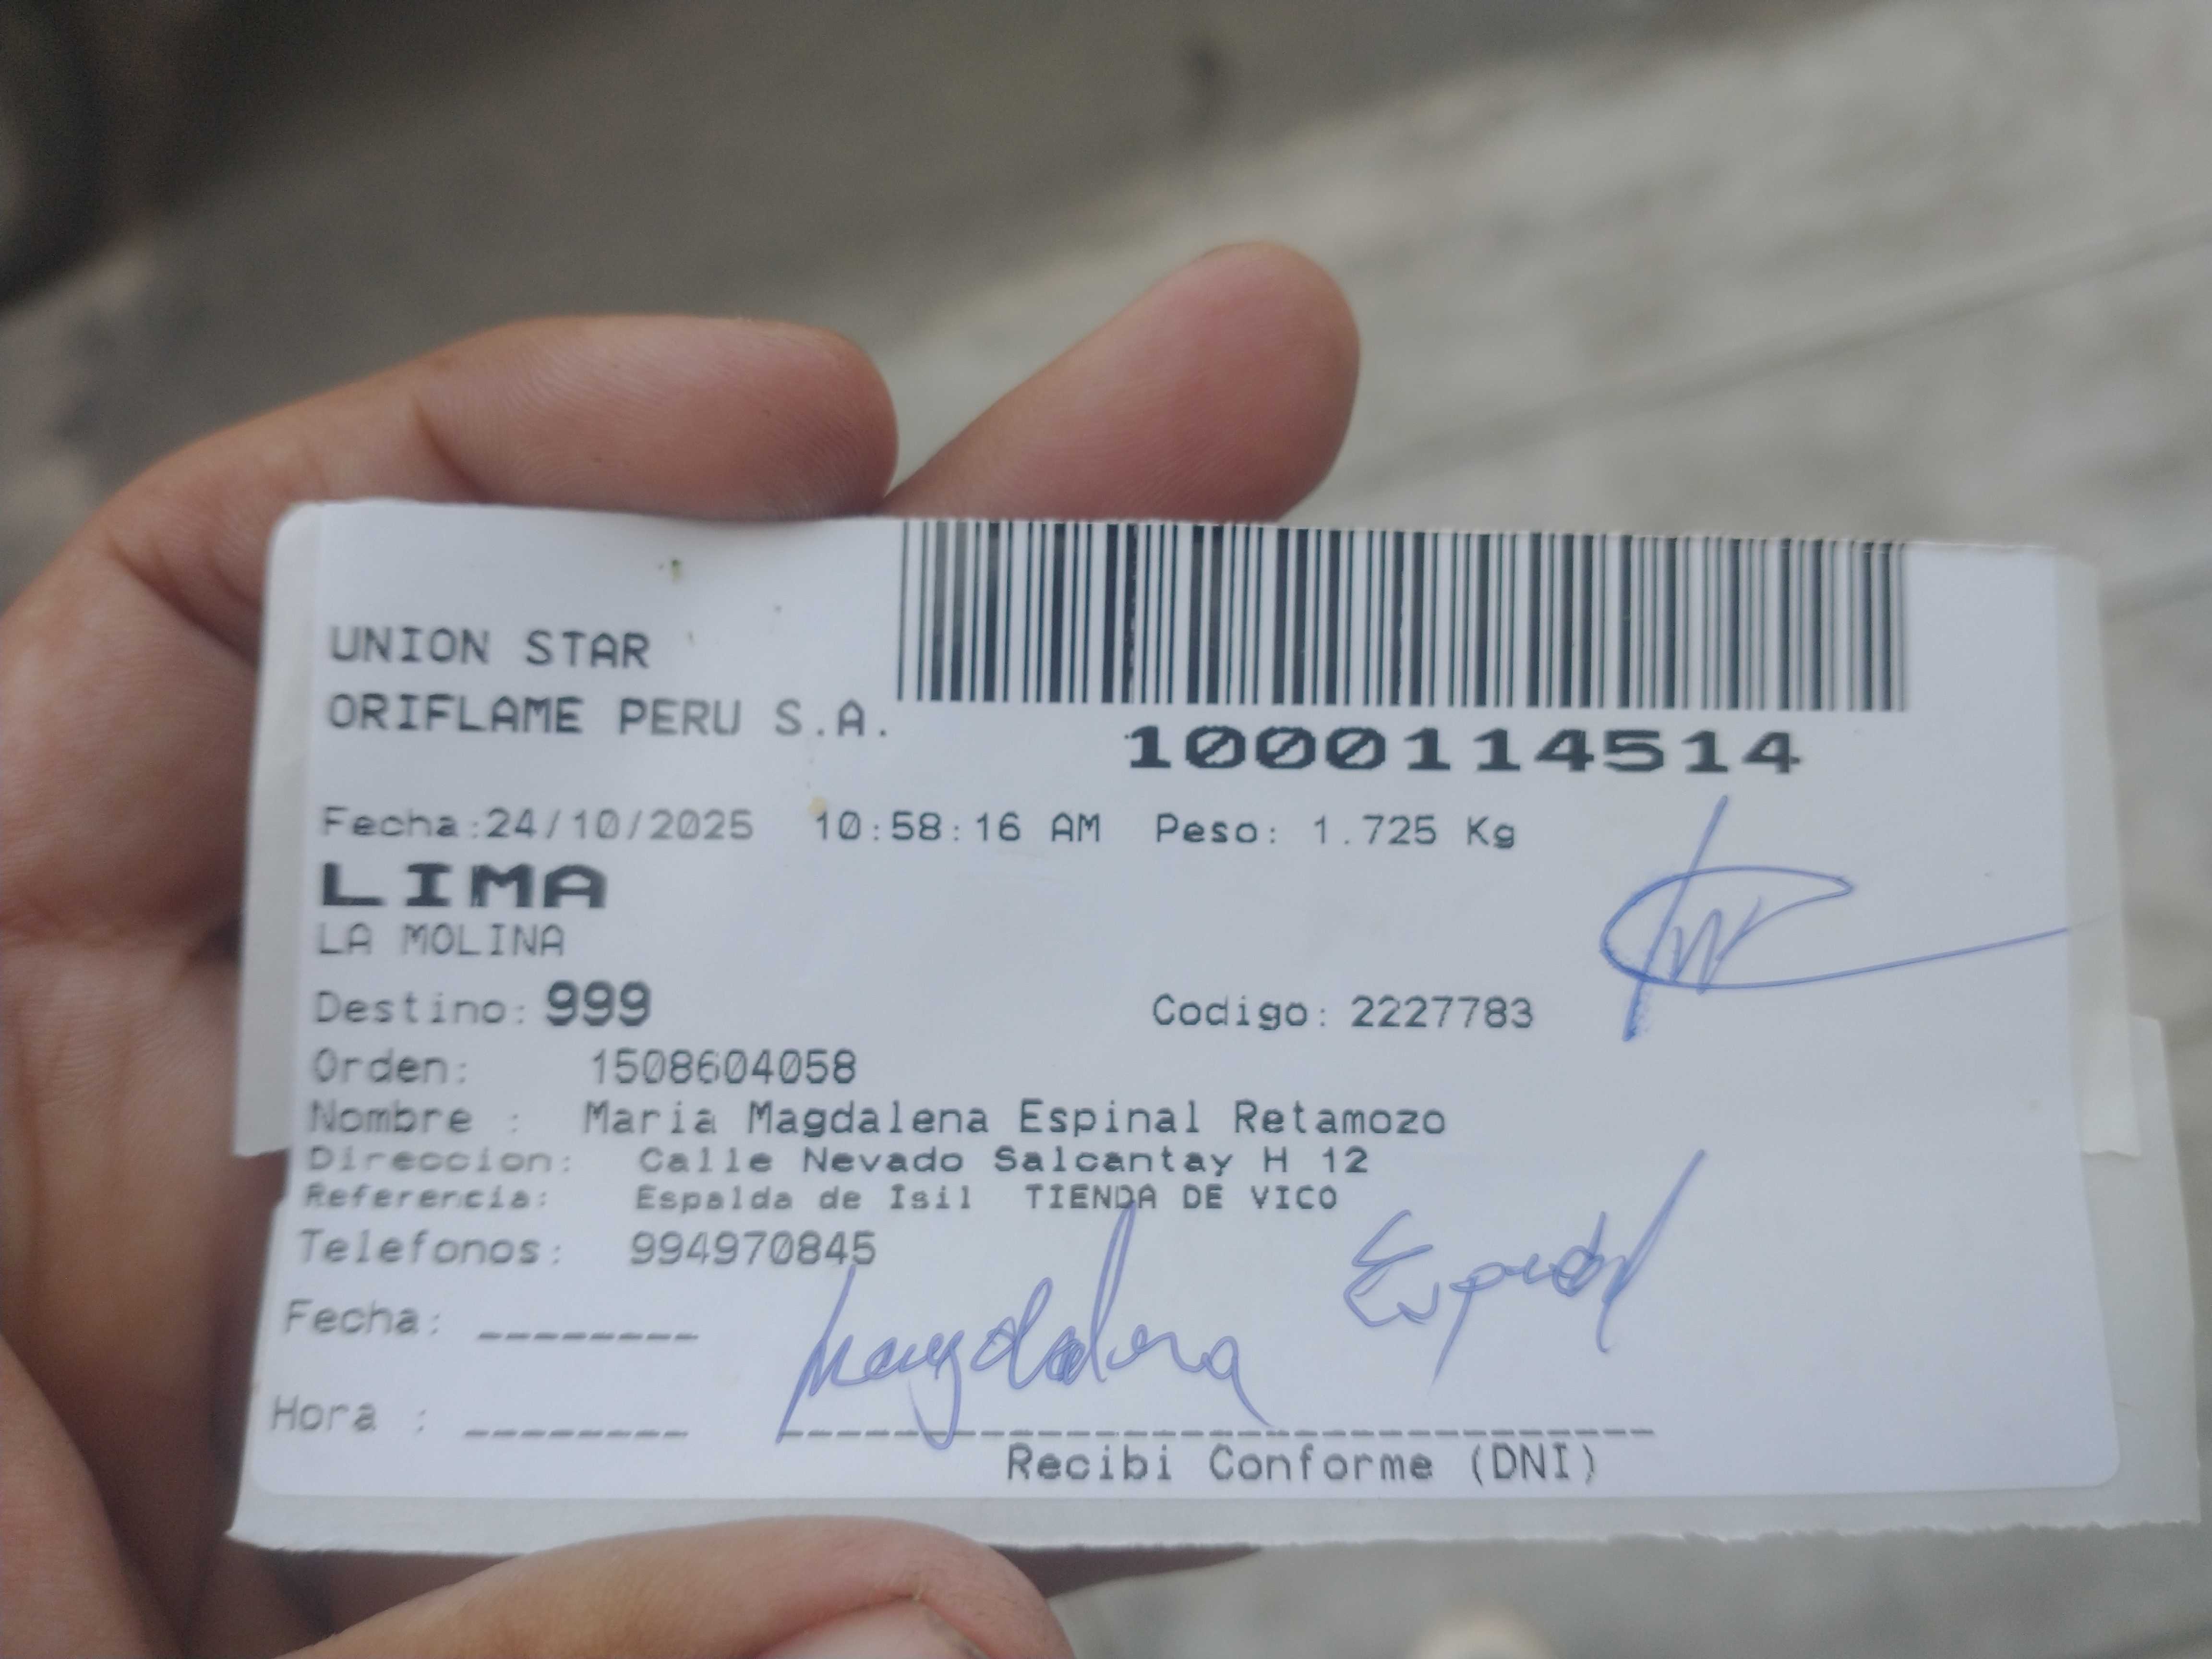 UNION STAR
ORIFLAME PERU S.A.
1000114514
Fecha:24/10/2025 10:58:16 AM Peso: 1.725 Kg
LIMA
LA MOLINA
Destino: 999 Codigo: 2227783
Orden: 1508604058
Nombre : Maria Magdalena Espinal Retamozo
Direccion: Calle Nevado Salcantay H 12
Referencia: Espalda de Isil TIENDA DE VICO
Telefonos: 994970845
Fecha: --------
Magdalena Espinal
Hora : --------
Recibi Conforme (DNI)